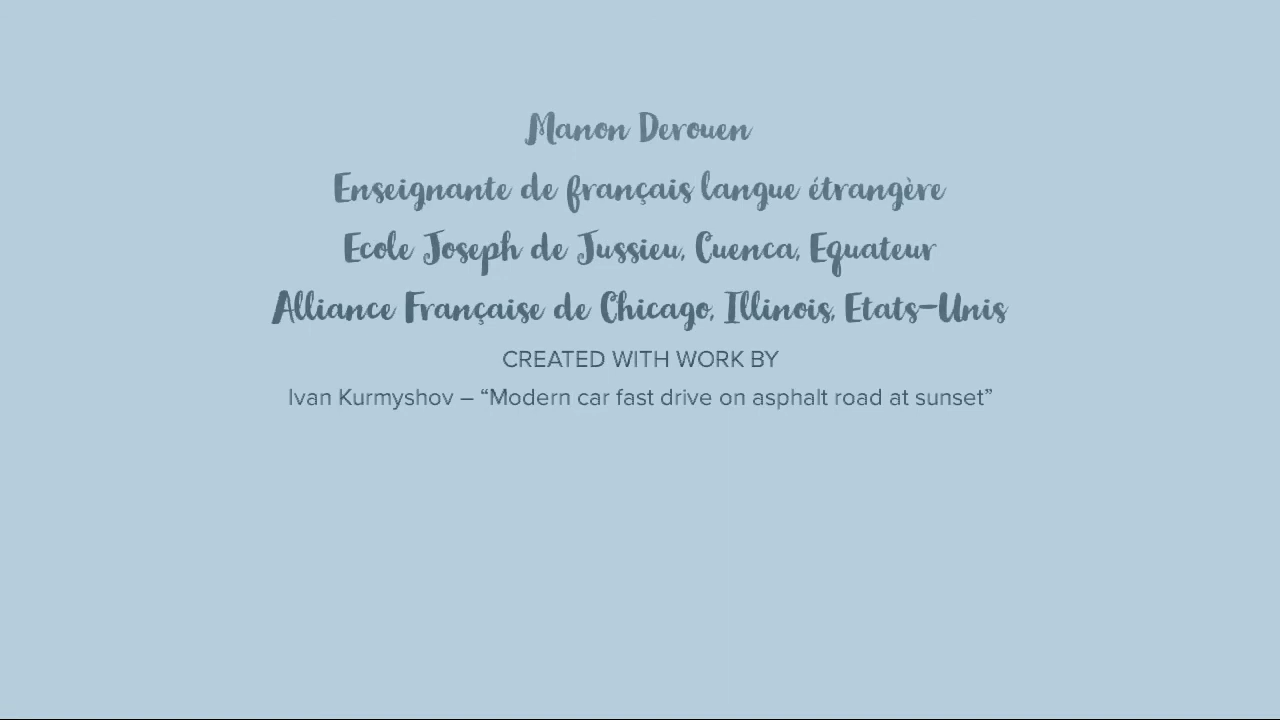 Manon Derouen
Enseignante de français langue étrangère
Ecole Joseph de Jussieu, Cuenca, Equateur
Alliance Française de Chicago, Illinois, Etats-Unis
CREATED WITH WORK BY
Ivan Kurmyshov – “Modern car fast drive on asphalt road at sunset”